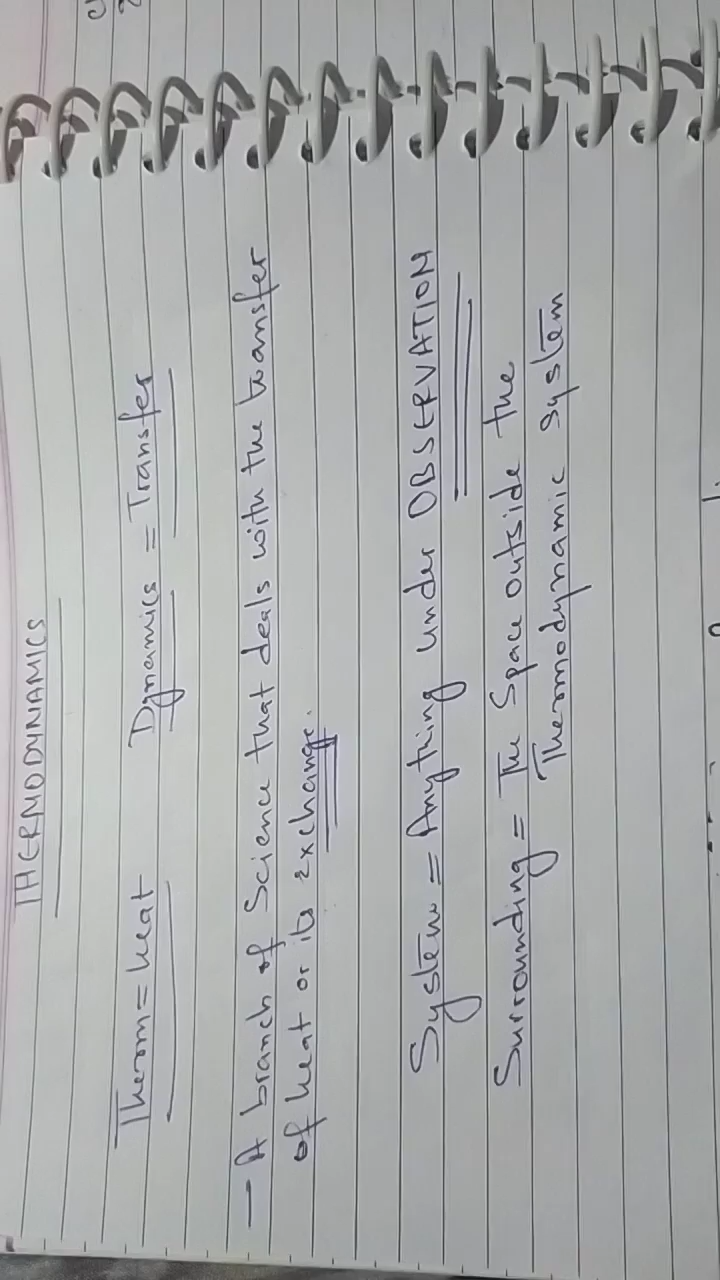 THERMODYNAMICS
Therm = heat Dynamics = Transfer
- A branch of Science that deals with the transfer
of heat or its exchange.
System = Anything under OBSERVATION
Surrounding = The Space outside the
Thermodynamic system